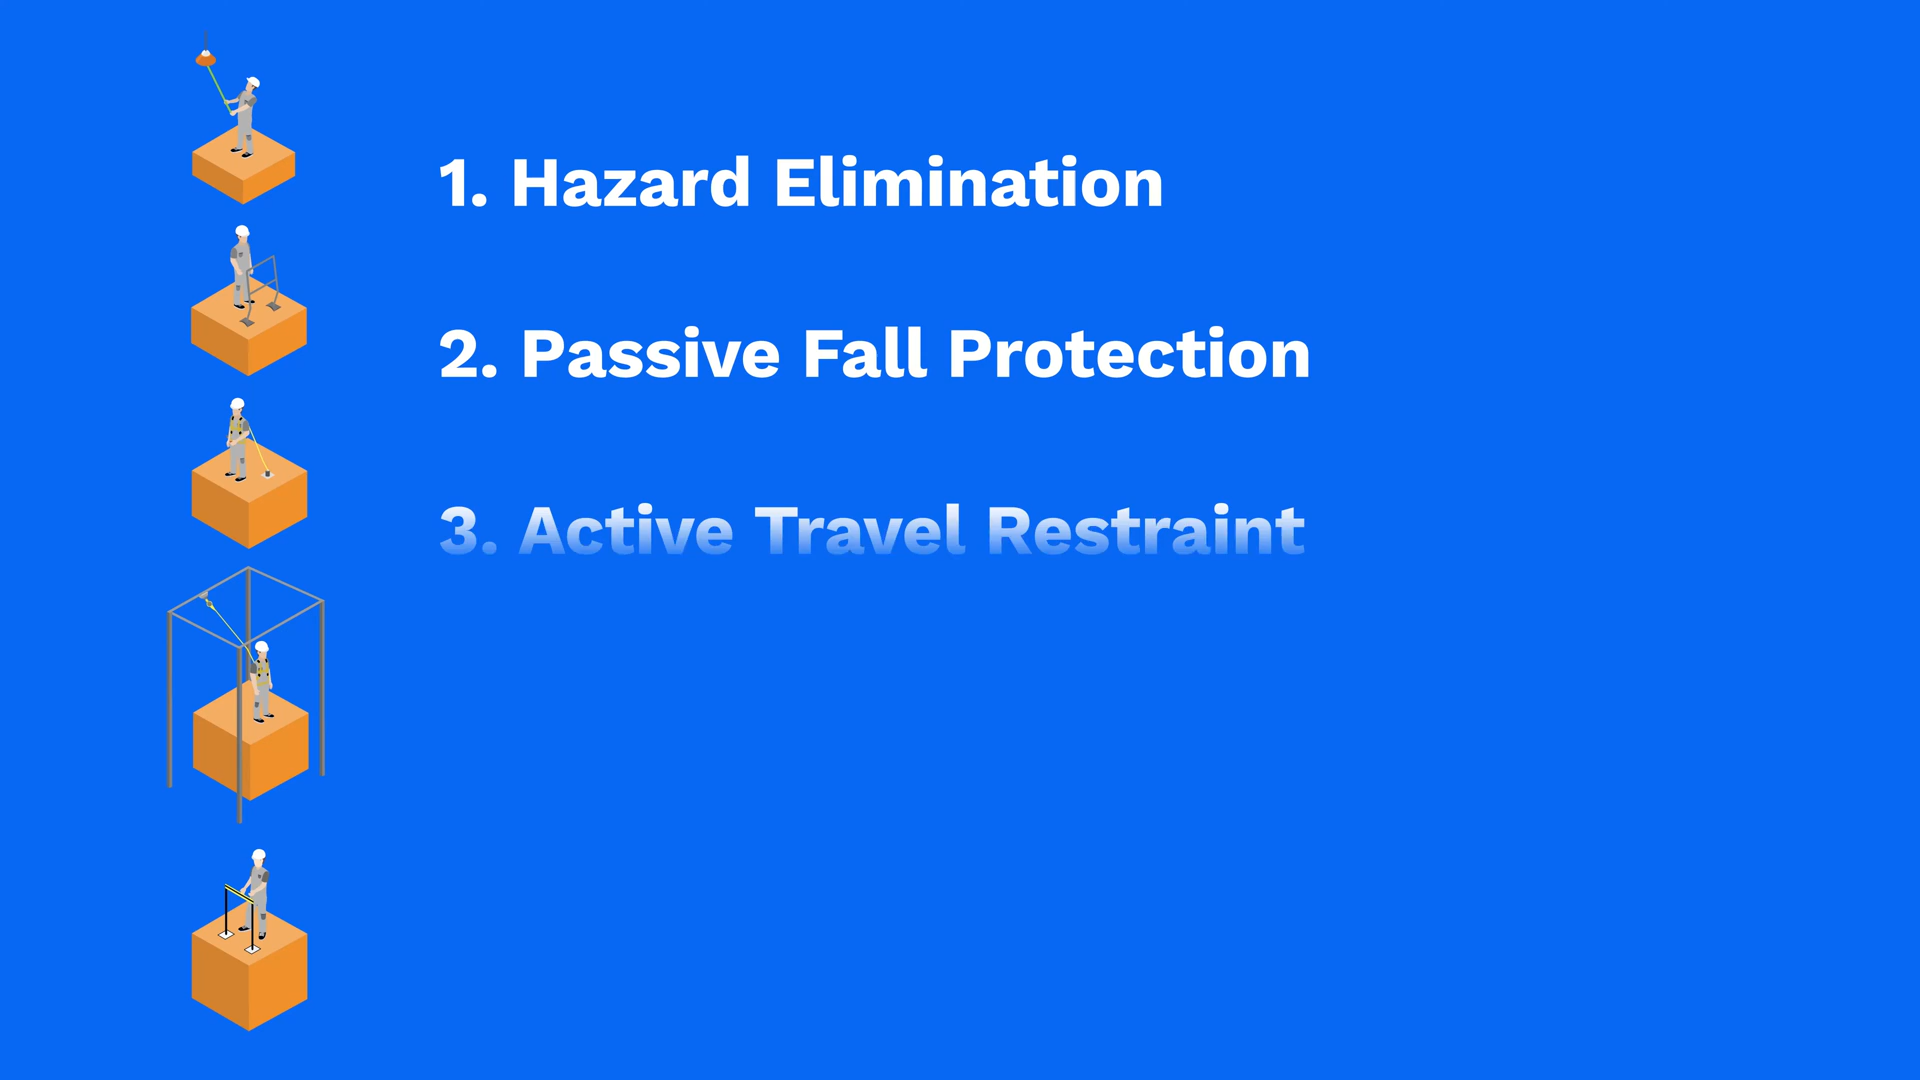 1. Hazard Elimination
2. Passive Fall Protection
3. Active Travel Restraint